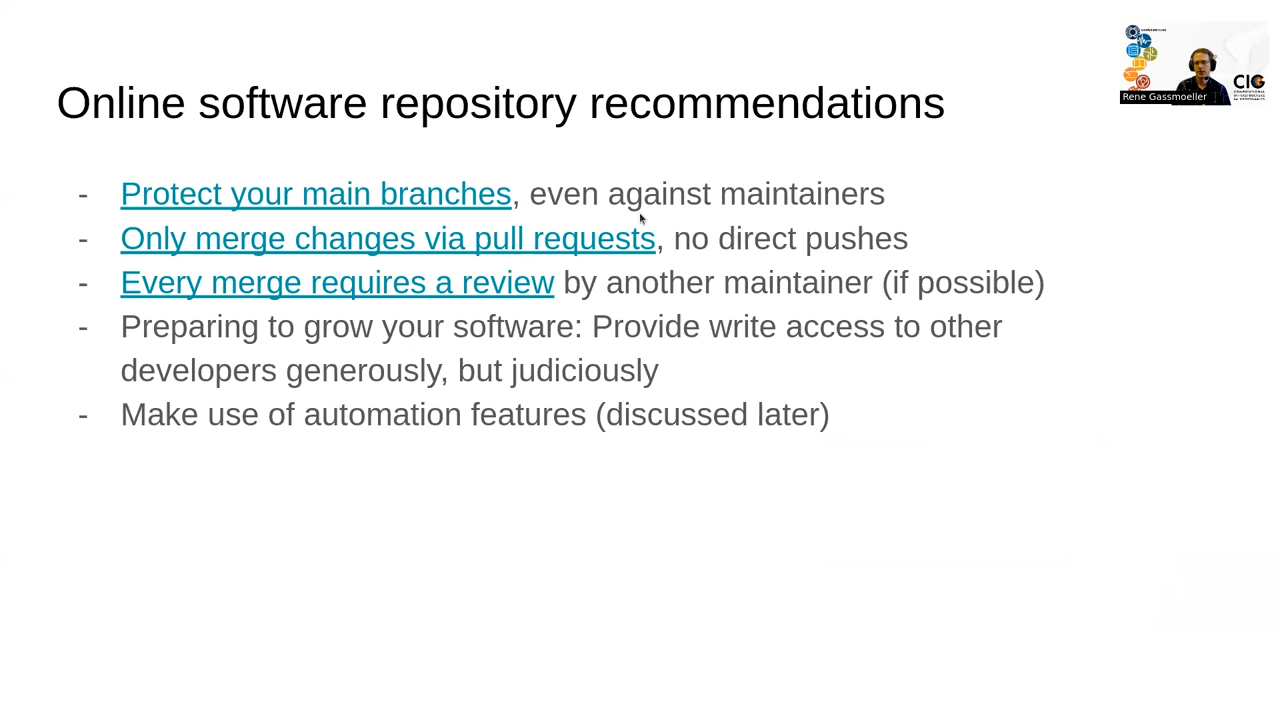 Online software repository recommendations
- Protect your main branches, even against maintainers
- Only merge changes via pull requests, no direct pushes
- Every merge requires a review by another maintainer (if possible)
- Preparing to grow your software: Provide write access to other
developers generously, but judiciously
- Make use of automation features (discussed later)
CIG
Rene Gassmoeller